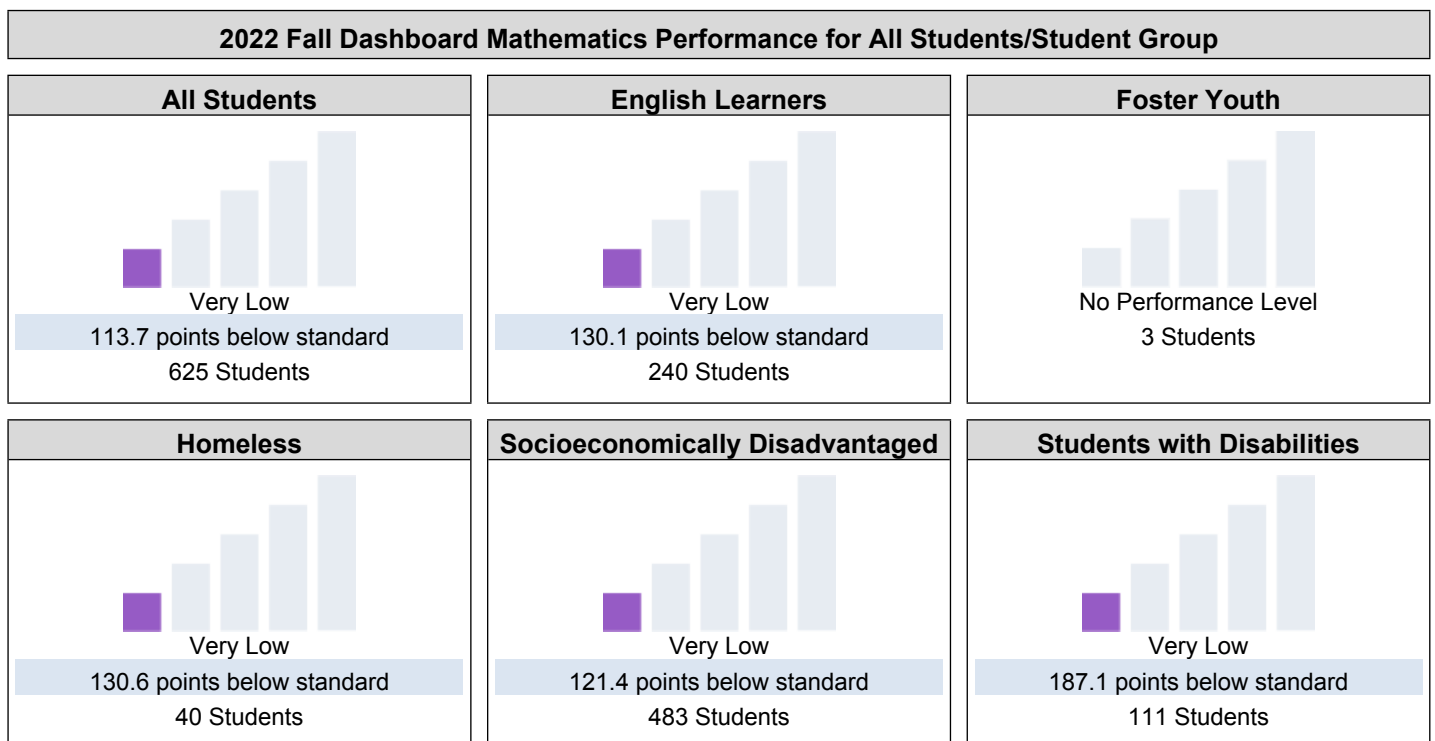 2022 Fall Dashboard Mathematics Performance for All Students/Student Group
All Students
Very Low
113.7 points below standard
625 Students
English Learners
Very Low
130.1 points below standard
240 Students
Foster Youth
No Performance Level
3 Students
Homeless
Very Low
130.6 points below standard
40 Students
Socioeconomically Disadvantaged
Very Low
121.4 points below standard
483 Students
Students with Disabilities
Very Low
187.1 points below standard
111 Students